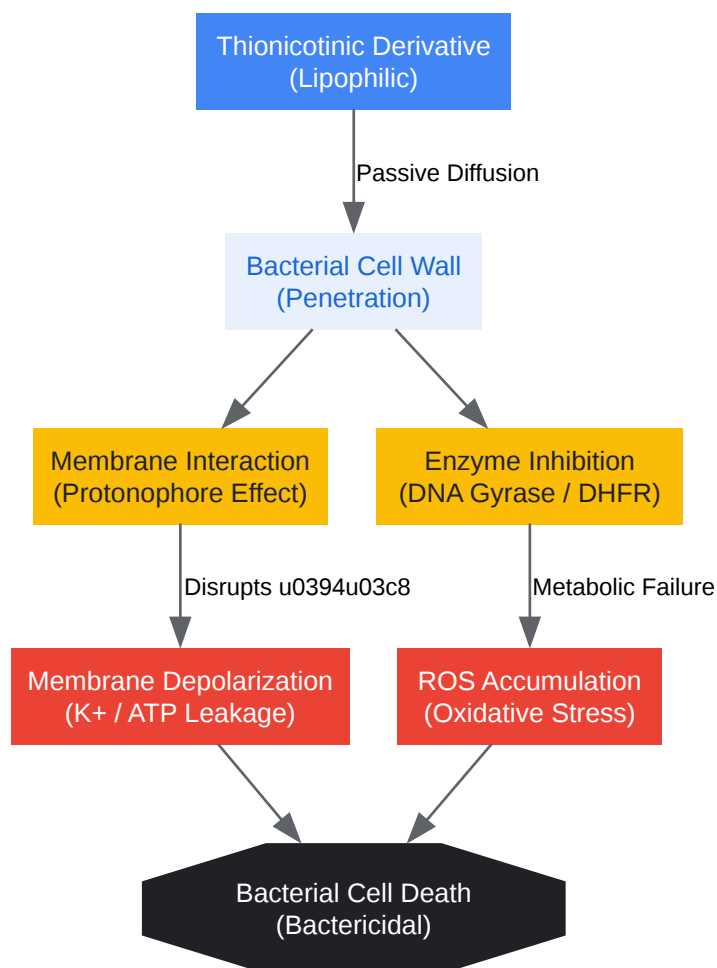 Thionicotinic Derivative
(Lipophilic)
Passive Diffusion
Bacterial Cell Wall
(Penetration)
Membrane Interaction
(Protonophore Effect)
Enzyme Inhibition
(DNA Gyrase / DHFR)
Disrupts u0394u03c8
Metabolic Failure
Membrane Depolarization
(K+ / ATP Leakage)
ROS Accumulation
(Oxidative Stress)
Bacterial Cell Death
(Bactericidal)